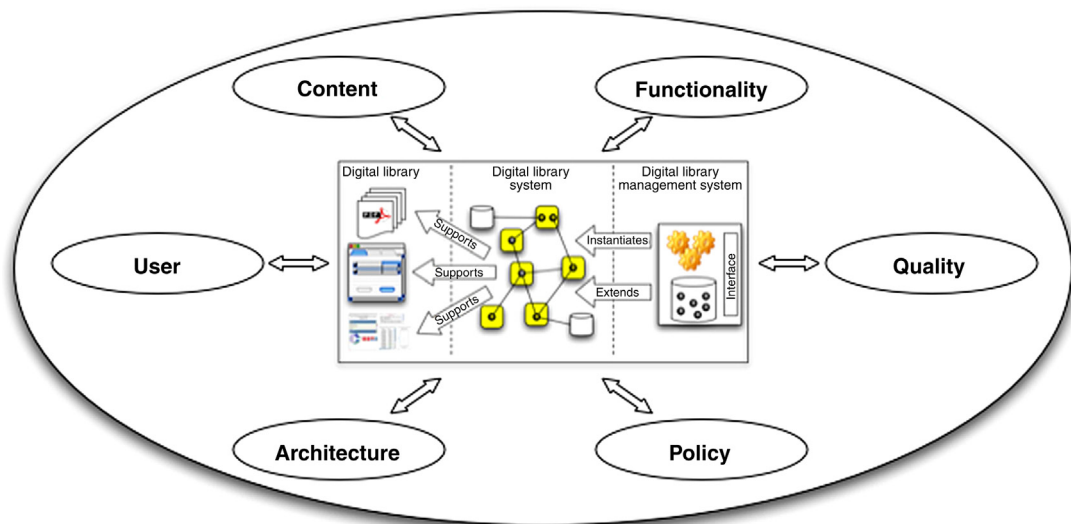 Content
Functionality
Digital library
Digital library
system
Digital library
management system
Supports
Instantiates
User
Supports
Interface
Quality
Extends
Supports
Architecture
Policy